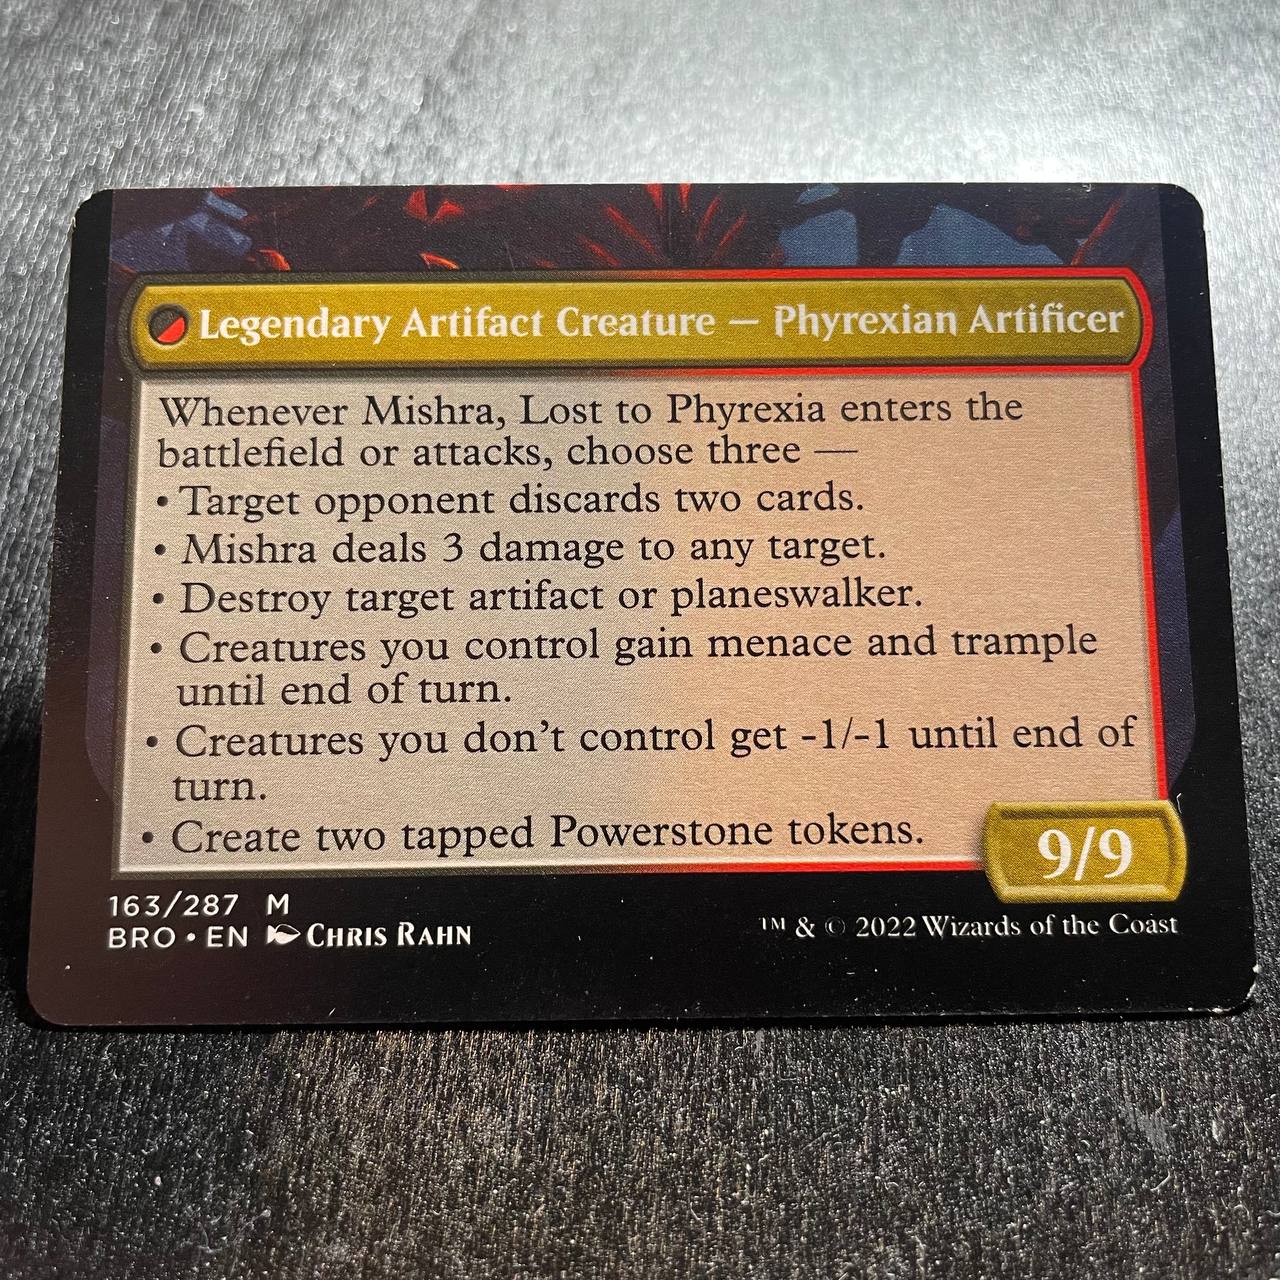 Legendary Artifact Creature — Phyrexian Artificer
Whenever Mishra, Lost to Phyrexia enters the
battlefield or attacks, choose three —
• Target opponent discards two cards.
• Mishra deals 3 damage to any target.
• Destroy target artifact or planeswalker.
• Creatures you control gain menace and trample
until end of turn.
• Creatures you don't control get -1/-1 until end of
turn.
• Create two tapped Powerstone tokens.
9/9
163/287 M
BRO • EN Chris Rahn
™ & © 2022 Wizards of the Coast